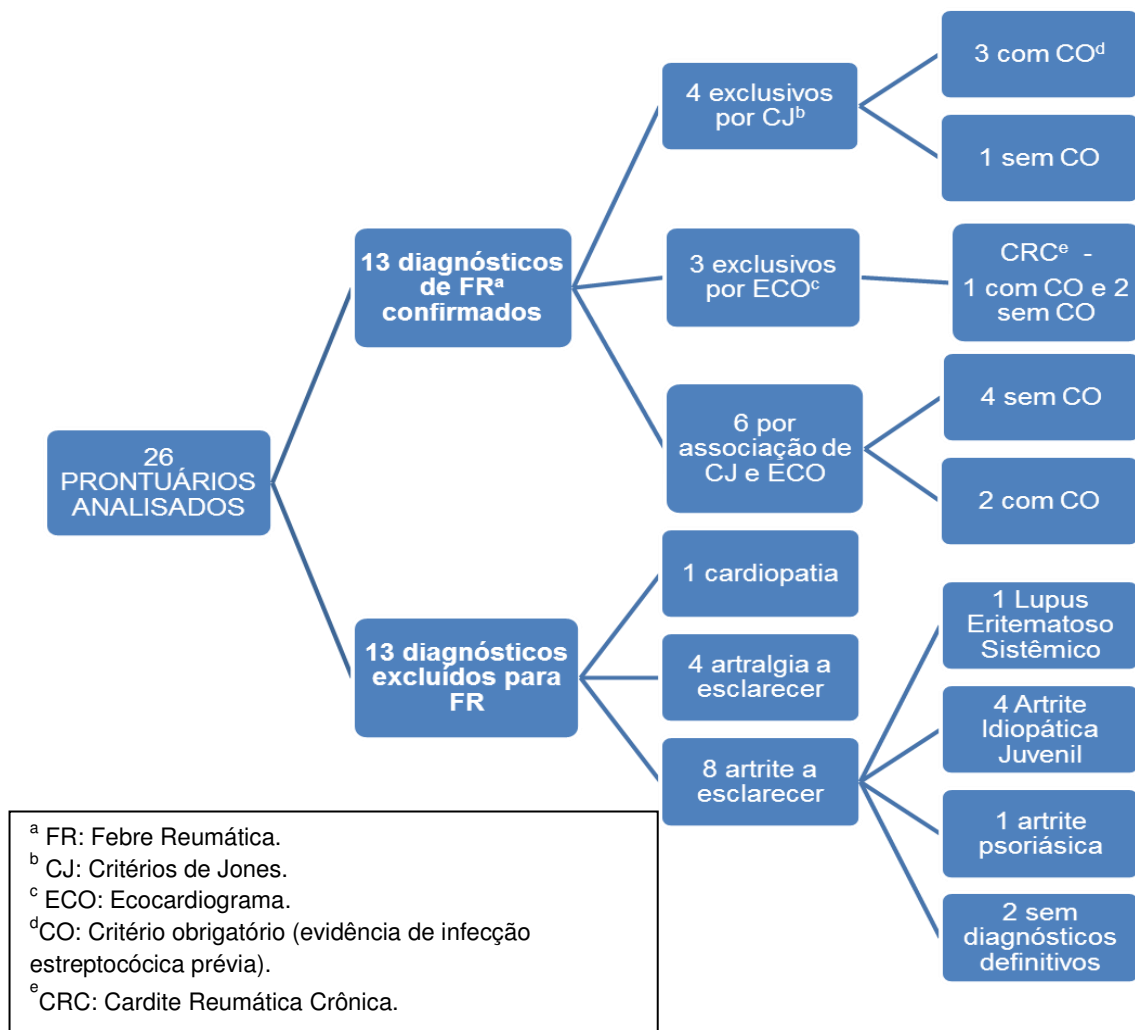 26
PRONTUÁRIOS
ANALISADOS
13 diagnósticos
de FRᵃ
confirmados
4 exclusivos
por CJᵇ
3 com COᵈ
1 sem CO
3 exclusivos
por ECOᶜ
CRCᵉ -
1 com CO e 2
sem CO
6 por
associação de
CJ e ECO
4 sem CO
2 com CO
13 diagnósticos
excluídos para
FR
1 cardiopatia
4 artralgia a
esclarecer
8 artrite a
esclarecer
1 Lupus
Eritematoso
Sistêmico
4 Artrite
Idiopática
Juvenil
1 artrite
psoriásica
2 sem
diagnósticos
definitivos
ᵃ FR: Febre Reumática.
ᵇ CJ: Critérios de Jones.
ᶜ ECO: Ecocardiograma.
ᵈCO: Critério obrigatório (evidência de infecção
estreptocócica prévia).
ᵉCRC: Cardite Reumática Crônica.